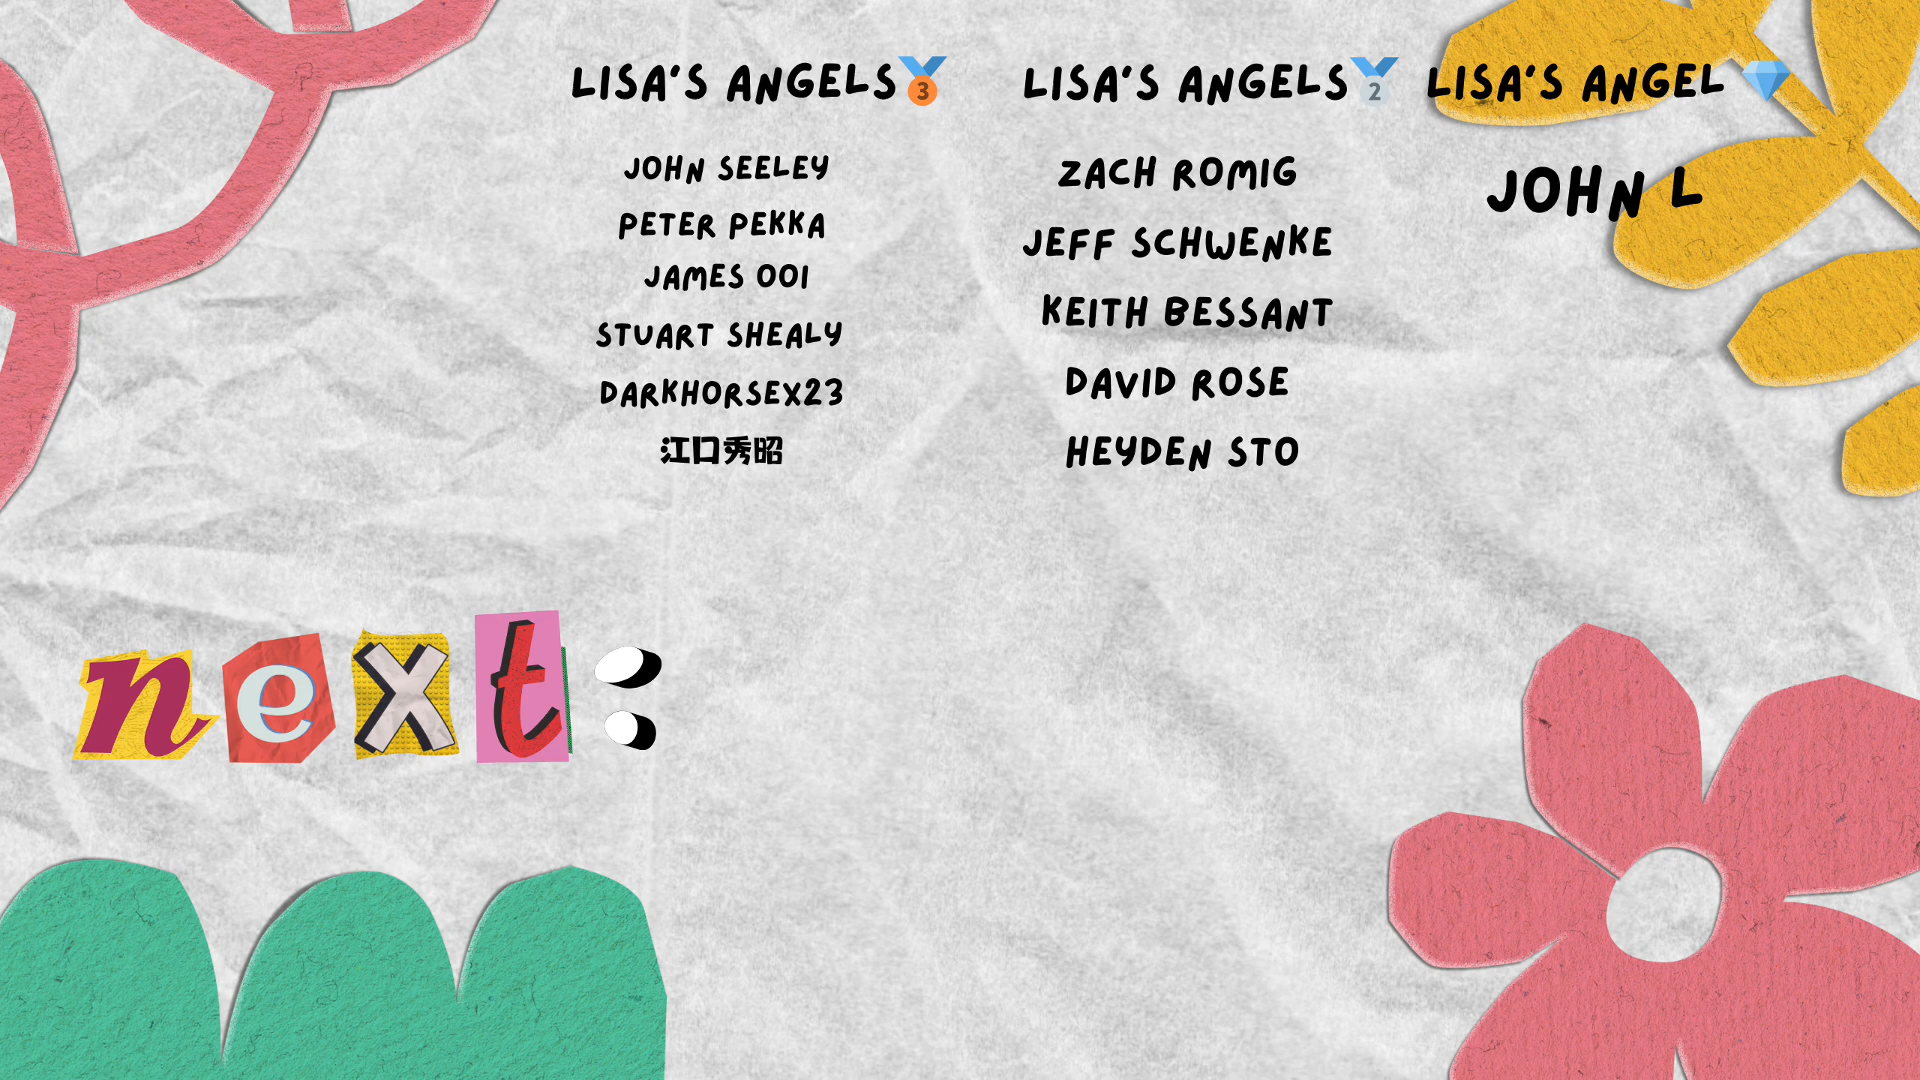 LISA'S ANGELS🥉
JOHN SEELEY
PETER PEKKA
JAMES OOI
STUART SHEALY
DARKHORSEX23
江口秀昭
LISA'S ANGELS🥈
ZACH ROMIG
JEFF SCHWENKE
KEITH BESSANT
DAVID ROSE
HEYDEN STO
LISA'S ANGEL 💎
JOHN L
next: